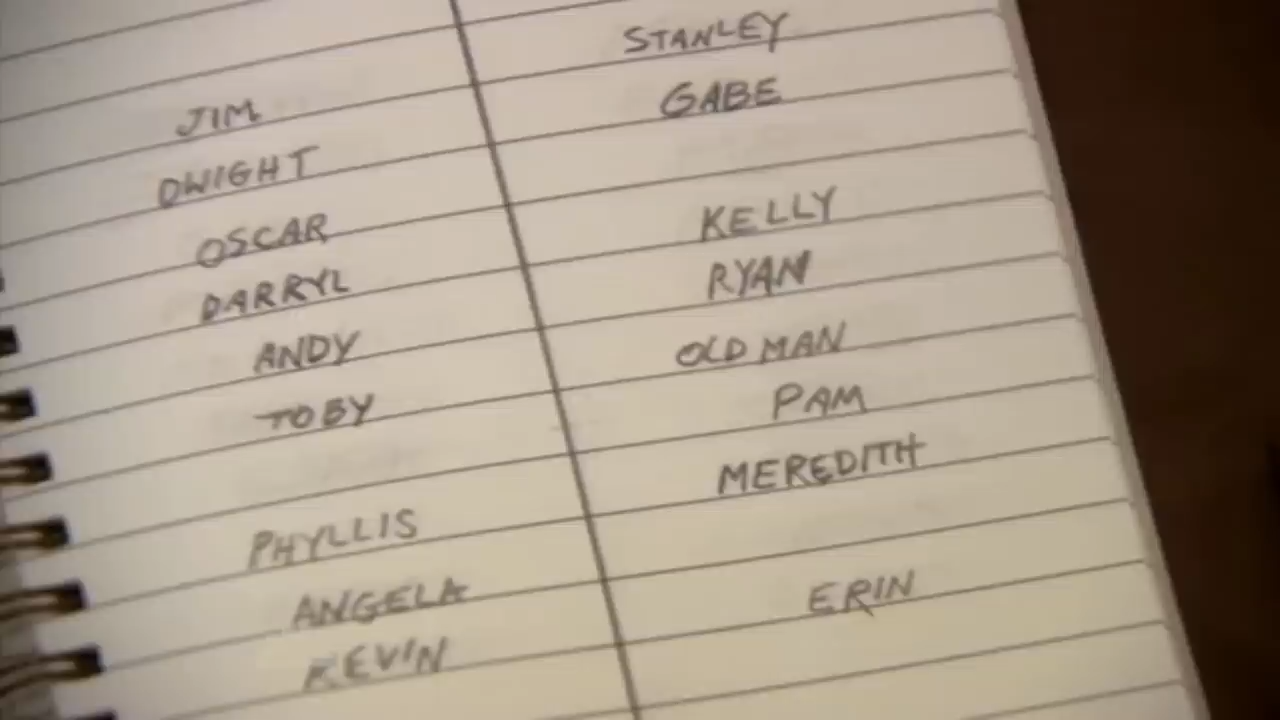 JIM
DWIGHT
OSCAR
DARRYL
ANDY
TOBY
PHYLLIS
ANGELA
KEVIN
STANLEY
GABE
KELLY
RYAN
OLD MAN
PAM
MEREDITH
ERIN